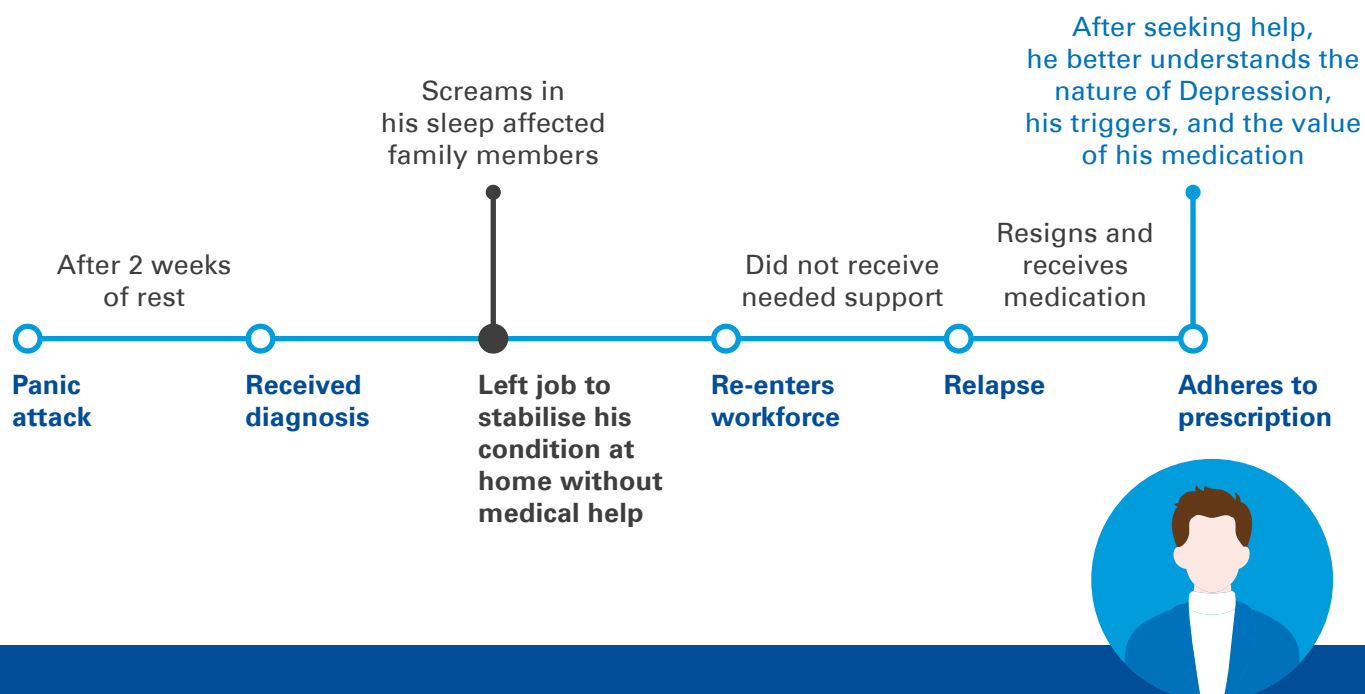 After seeking help,
he better understands the
nature of Depression,
his triggers, and the value
of his medication
Screams in
his sleep affected
family members
After 2 weeks
of rest
Did not receive
needed support
Resigns and
receives
medication
Panic
attack
Received
diagnosis
Left job to
stabilise his
condition at
home without
medical help
Re-enters
workforce
Relapse
Adheres to
prescription